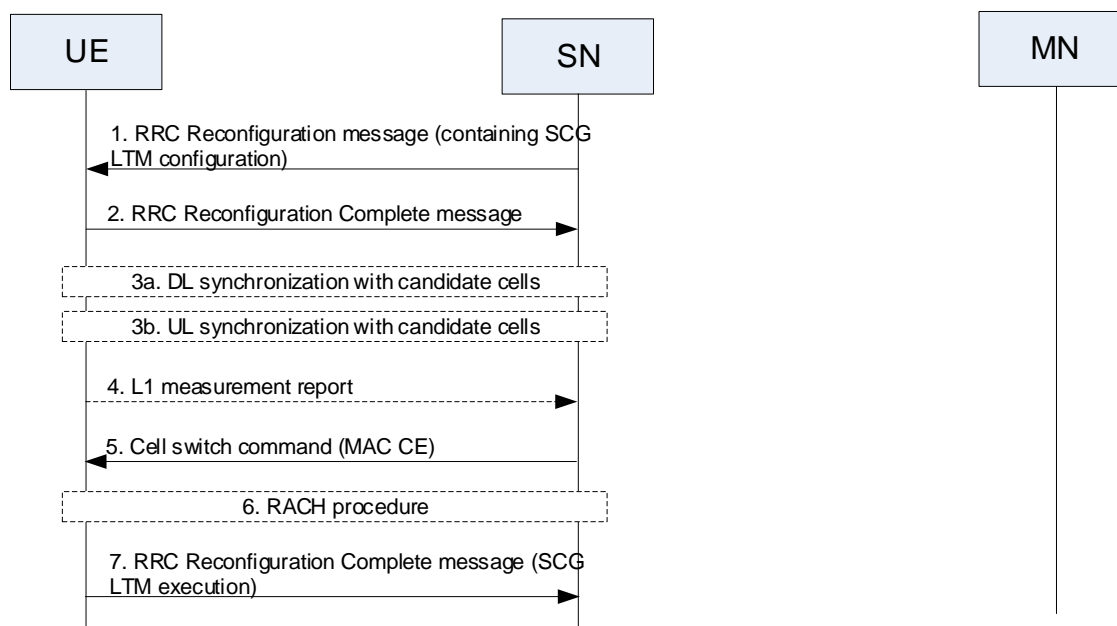 UE
SN
MN
1. RRC Reconfiguration message (containing SCG
LTM configuration)
2. RRC Reconfiguration Complete message
3a. DL synchronization with candidate cells
3b. UL synchronization with candidate cells
4. L1 measurement report
5. Cell switch command (MAC CE)
6. RACH procedure
7. RRC Reconfiguration Complete message (SCG
LTM execution)